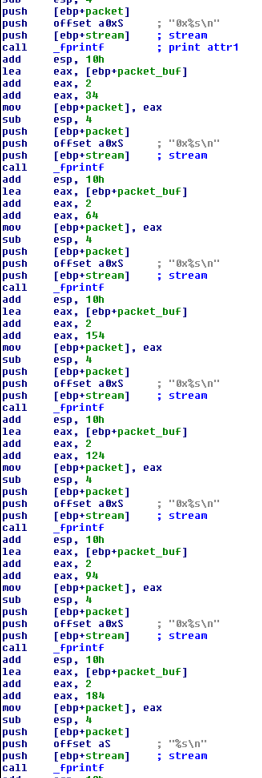 sub esp, 4
push [ebp+packet]
push offset a0xS ; "0x%s\n"
push [ebp+stream] ; stream
call _fprintf ; print attr1
add esp, 10h
lea eax, [ebp+packet_buf]
add eax, 2
add eax, 34
mov [ebp+packet], eax
sub esp, 4
push [ebp+packet]
push offset a0xS ; "0x%s\n"
push [ebp+stream] ; stream
call _fprintf
add esp, 10h
lea eax, [ebp+packet_buf]
add eax, 2
add eax, 64
mov [ebp+packet], eax
sub esp, 4
push [ebp+packet]
push offset a0xS ; "0x%s\n"
push [ebp+stream] ; stream
call _fprintf
add esp, 10h
lea eax, [ebp+packet_buf]
add eax, 2
add eax, 154
mov [ebp+packet], eax
sub esp, 4
push [ebp+packet]
push offset a0xS ; "0x%s\n"
push [ebp+stream] ; stream
call _fprintf
add esp, 10h
lea eax, [ebp+packet_buf]
add eax, 2
add eax, 124
mov [ebp+packet], eax
sub esp, 4
push [ebp+packet]
push offset a0xS ; "0x%s\n"
push [ebp+stream] ; stream
call _fprintf
add esp, 10h
lea eax, [ebp+packet_buf]
add eax, 2
add eax, 94
mov [ebp+packet], eax
sub esp, 4
push [ebp+packet]
push offset a0xS ; "0x%s\n"
push [ebp+stream] ; stream
call _fprintf
add esp, 10h
lea eax, [ebp+packet_buf]
add eax, 2
add eax, 184
mov [ebp+packet], eax
sub esp, 4
push [ebp+packet]
push offset aS ; "%s\n"
push [ebp+stream] ; stream
call _fprintf